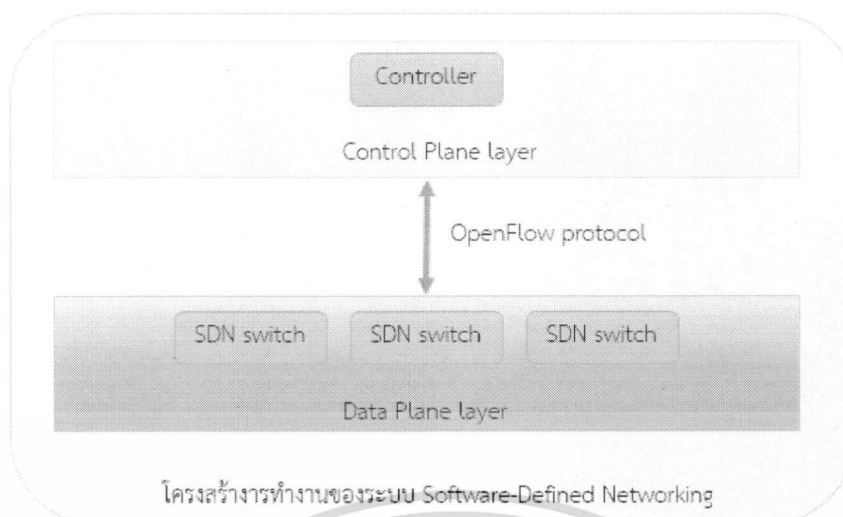 Controller
Control Plane layer
OpenFlow protocol
SDN switch SDN switch SDN switch
Data Plane layer
โครงสร้างารทำงานของระบบ Software-Defined Networking